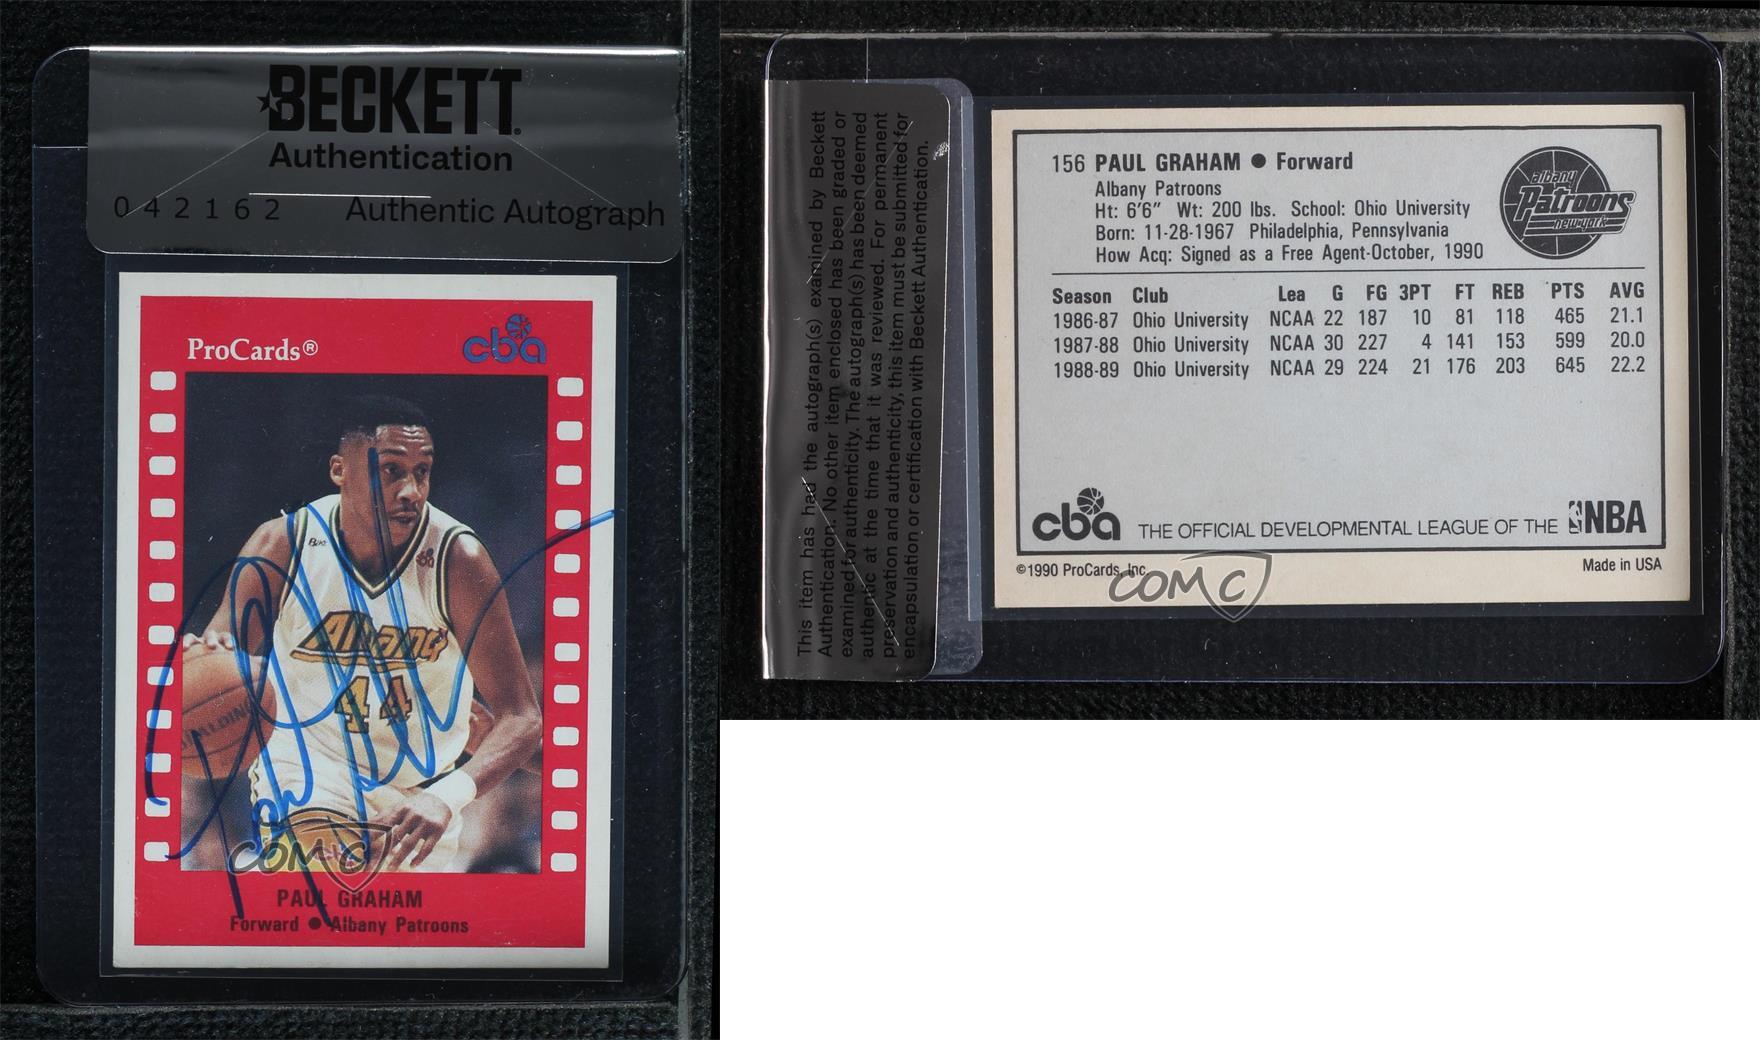 BECKETT
Authentication
042162 Authentic Autograph
ProCards® cba
SPALDING
Albany
44
COMC
PAUL GRAHAM
Forward ● Albany Patroons
This item has had the autograph(s) examined by Beckett
Authentication. No other item enclosed has been graded or
examined for authenticity. The autograph(s) has been deemed
authentic at the time that it was reviewed. For permanent
preservation and authenticity, this item must be submitted for
encapsulation or certification with Beckett Authentication.
156 PAUL GRAHAM ● Forward
Albany Patroons
Ht: 6'6" Wt: 200 lbs. School: Ohio University
Born: 11-28-1967 Philadelphia, Pennsylvania
How Acq: Signed as a Free Agent-October, 1990
albany
Patroons
new york
Season Club Lea G FG 3PT FT REB PTS AVG
1986-87 Ohio University NCAA 22 187 10 81 118 465 21.1
1987-88 Ohio University NCAA 30 227 4 141 153 599 20.0
1988-89 Ohio University NCAA 29 224 21 176 203 645 22.2
cba THE OFFICIAL DEVELOPMENTAL LEAGUE OF THE NBA
©1990 ProCards, Inc. Made in USA
COMC